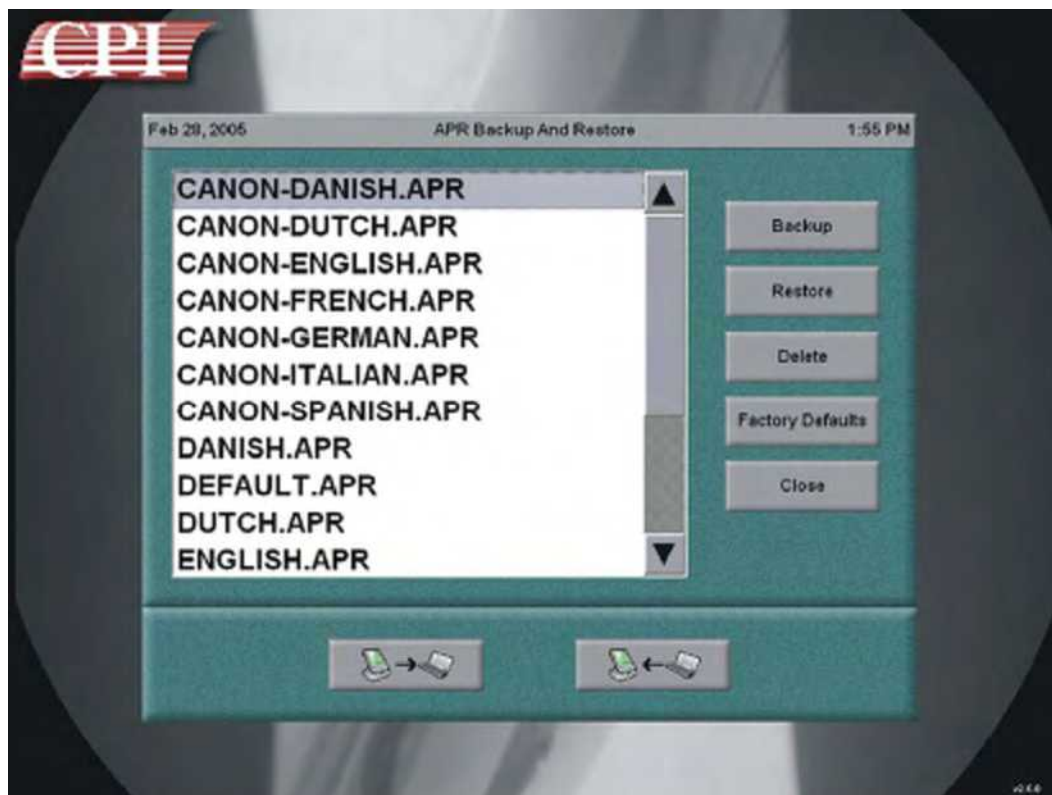 CPI
Feb 28, 2005 APR Backup And Restore 1:55 PM
CANON-DANISH.APR
CANON-DUTCH.APR
CANON-ENGLISH.APR
CANON-FRENCH.APR
CANON-GERMAN.APR
CANON-ITALIAN.APR
CANON-SPANISH.APR
DANISH.APR
DEFAULT.APR
DUTCH.APR
ENGLISH.APR
Backup
Restore
Delete
Factory Defaults
Close